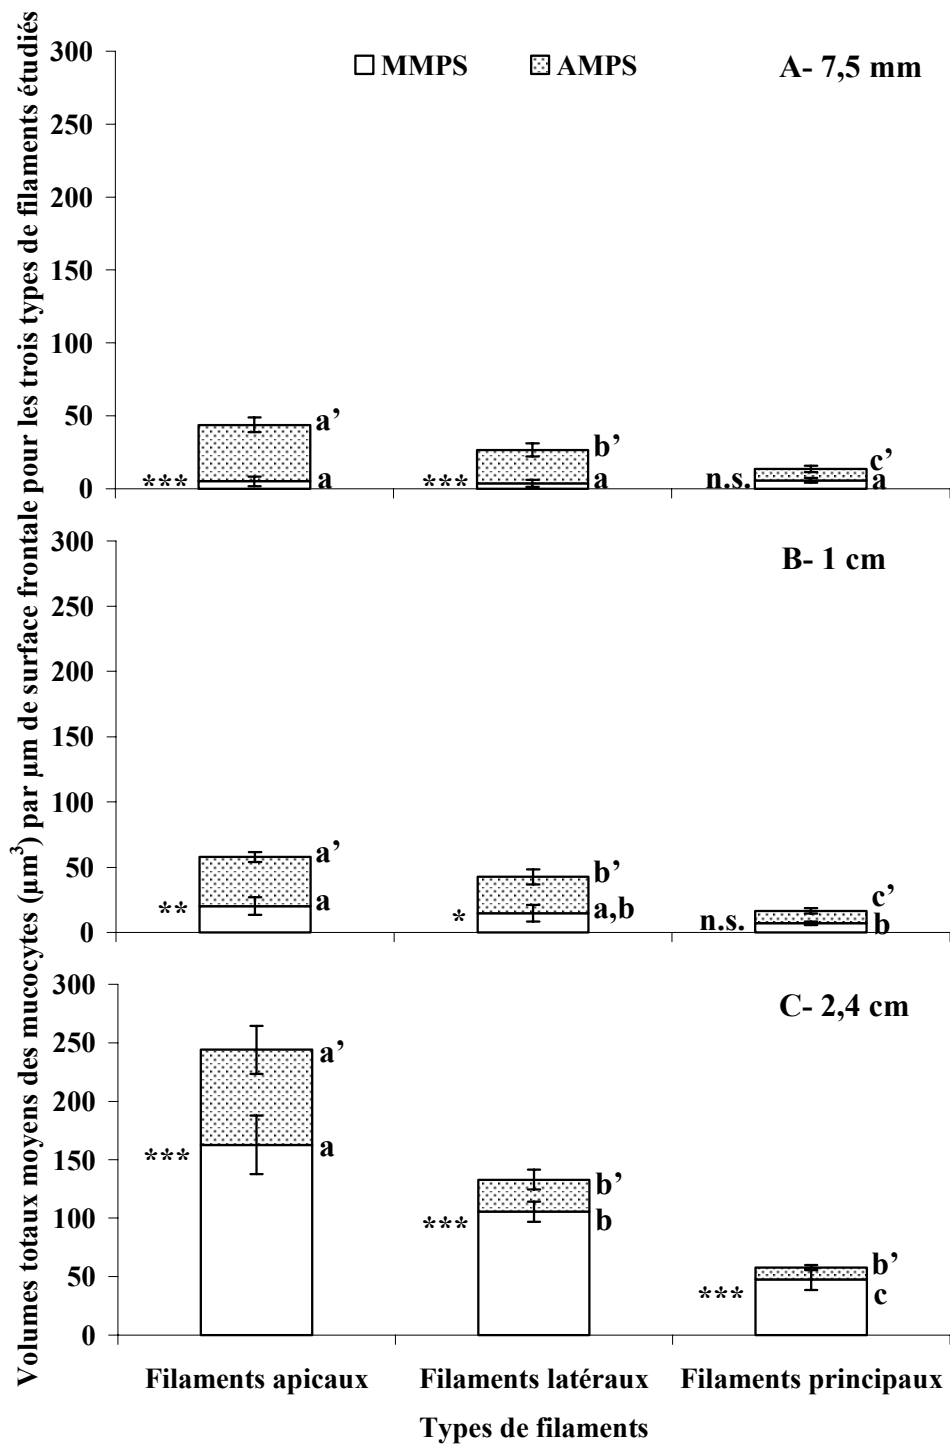 Volumes totaux moyens des mucocytes (µm³) par µm de surface frontale pour les trois types de filaments étudiés
MMPS AMPS
A- 7,5 mm
300
250
200
150
100
50
0
*** a' a
*** b' a
n.s. c' a
B- 1 cm
300
250
200
150
100
50
0
** a' a
* b' a,b
n.s. c' b
C- 2,4 cm
300
250
200
150
100
50
0
*** a' a
*** b' b
*** b' c
Filaments apicaux Filaments latéraux Filaments principaux
Types de filaments